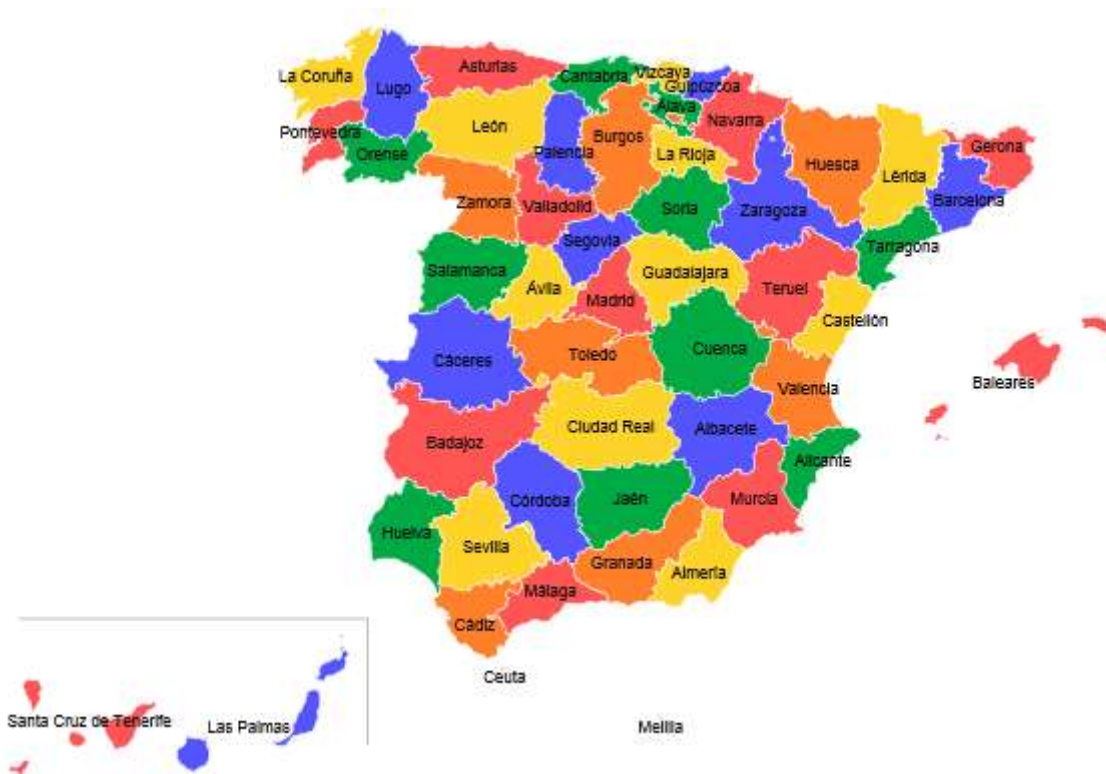 La Coruña
Lugo
Asturias
Cantabria
Vizcaya
Guipúzcoa
Álava
Navarra
Pontevedra
Orense
León
Palencia
Burgos
La Rioja
Huesca
Lérida
Gerona
Barcelona
Zamora
Valladolid
Soria
Zaragoza
Tarragona
Segovia
Salamanca
Ávila
Madrid
Guadalajara
Teruel
Castellón
Cáceres
Toledo
Cuenca
Valencia
Baleares
Badajoz
Ciudad Real
Albacete
Alicante
Huelva
Sevilla
Córdoba
Jaén
Murcia
Granada
Almería
Málaga
Cádiz
Ceuta
Melilla
Santa Cruz de Tenerife
Las Palmas